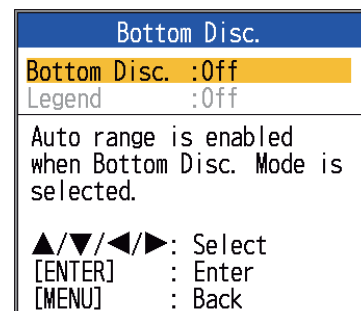 Bottom Disc.
Bottom Disc. :Off
Legend :Off
Auto range is enabled
when Bottom Disc. Mode is
selected.
▲/▼/◀/▶: Select
[ENTER] : Enter
[MENU] : Back